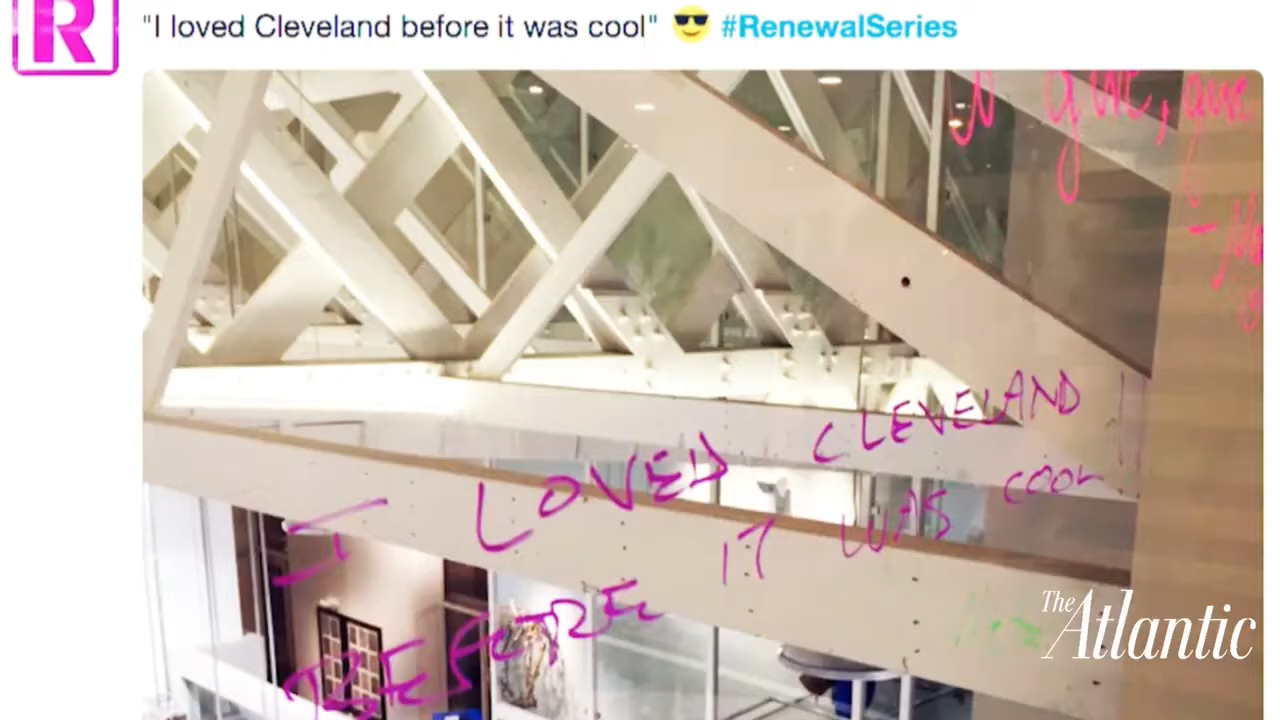 R
"I loved Cleveland before it was cool" 😎 #RenewalSeries
I LOVED CLEVELAND!!
BEFORE IT WAS COOL
The Atlantic